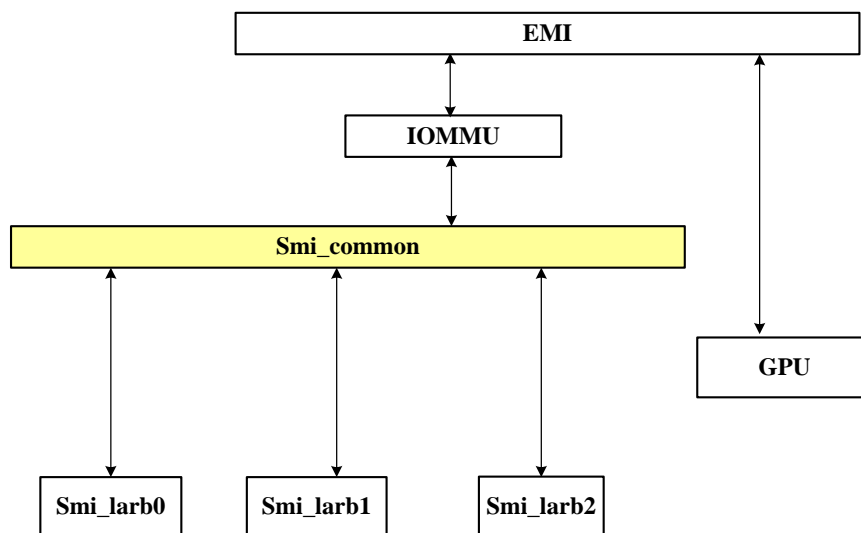 EMI
IOMMU
Smi_common
GPU
Smi_larb0
Smi_larb1
Smi_larb2